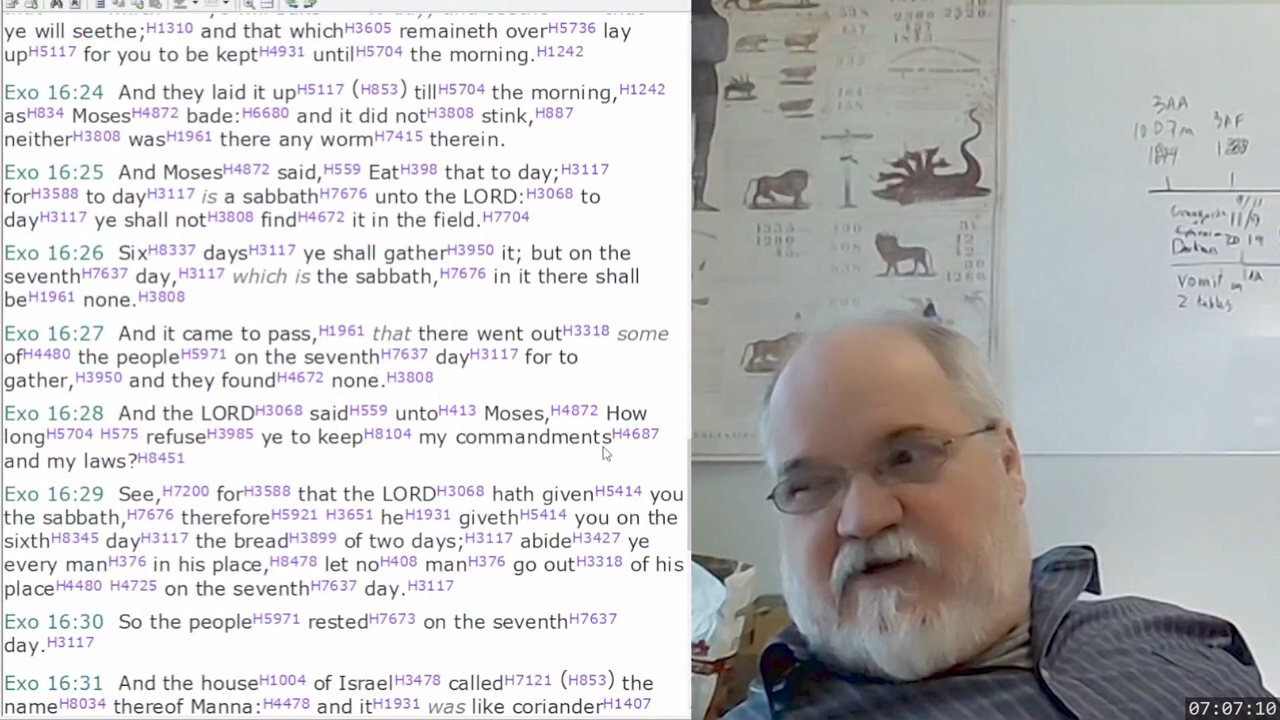 ye will seethe;H1310 and that whichH3605 remaineth overH5736 lay
upH5117 for you to be keptH4931 untilH5704 the morning.H1242
Exo 16:24 And they laid it upH5117 (H853) tillH5704 the morning,H1242
asH834 MosesH4872 bade:H6680 and it did notH3808 stink,H887
neitherH3808 wasH1961 there any wormH7415 therein.
Exo 16:25 And MosesH4872 said,H559 EatH398 that to day;H3117
forH3588 to dayH3117 is a sabbathH7676 unto the LORD:H3068 to
dayH3117 ye shall notH3808 findH4672 it in the field.H7704
Exo 16:26 SixH8337 daysH3117 ye shall gatherH3950 it; but on the
seventhH7637 day,H3117 which is the sabbath,H7676 in it there shall
beH1961 none.H3808
Exo 16:27 And it came to pass,H1961 that there went outH3318 some
ofH4480 the peopleH5971 on the seventhH7637 dayH3117 for to
gather,H3950 and they foundH4672 none.H3808
Exo 16:28 And the LORDH3068 saidH559 untoH413 Moses,H4872 How
longH5704 H575 refuseH3985 ye to keepH8104 my commandmentsH4687
and my laws?H8451
Exo 16:29 See,H7200 forH3588 that the LORDH3068 hath givenH5414 you
the sabbath,H7676 thereforeH5921 H3651 heH1931 givethH5414 you on the
sixthH8345 dayH3117 the breadH3899 of two days;H3117 abideH3427 ye
every manH376 in his place,H8478 let noH408 manH376 go outH3318 of his
placeH4480 H4725 on the seventhH7637 day.H3117
Exo 16:30 So the peopleH5971 restedH7673 on the seventhH7637
day.H3117
Exo 16:31 And the houseH1004 of IsraelH3478 calledH7121 (H853) the
nameH8034 thereof Manna:H4478 and itH1931 was like corianderH1407
3AA
3AF
1844
9/11
11/9
2019
Vomit
2 tables
1335
1290
1260
07:07:10